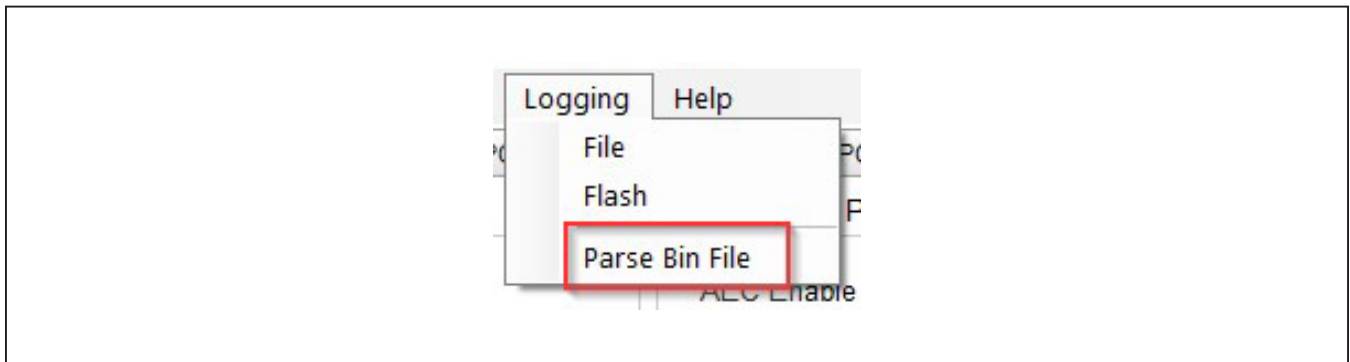 Logging Help
File
Flash
Parse Bin File
AEC Enable